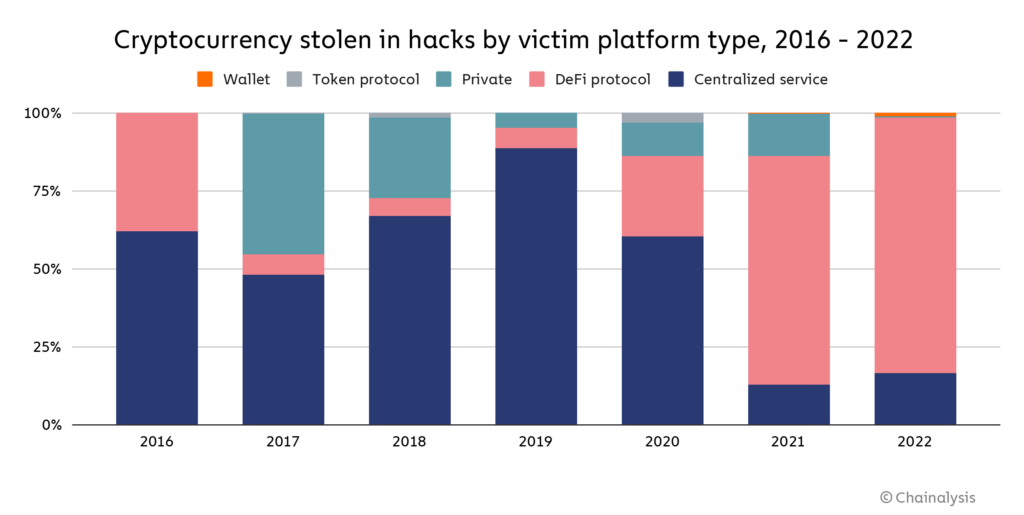 Cryptocurrency stolen in hacks by victim platform type, 2016 - 2022
Wallet Token protocol Private DeFi protocol Centralized service
100%
75%
50%
25%
0%
2016 2017 2018 2019 2020 2021 2022
© Chainalysis